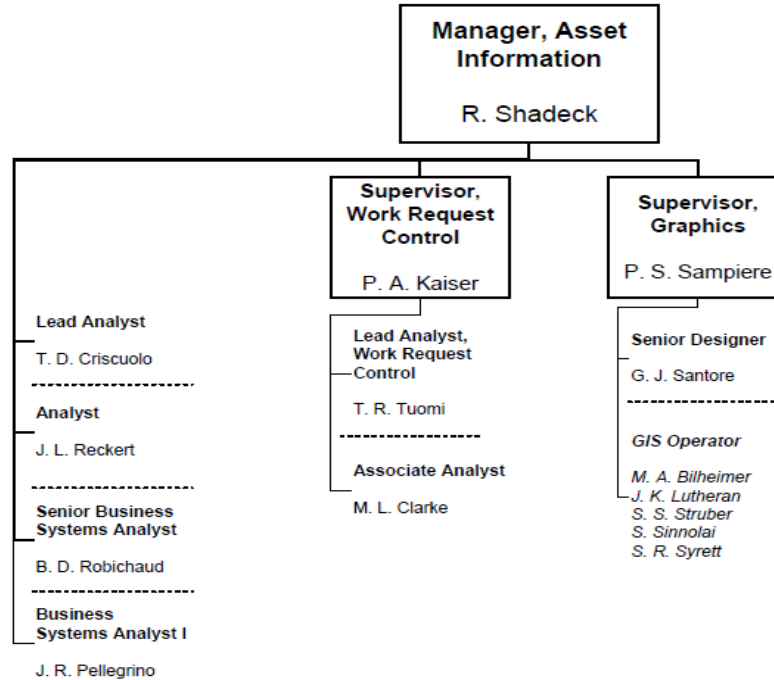 Manager, Asset
Information
R. Shadeck
Supervisor,
Work Request
Control
P. A. Kaiser
Supervisor,
Graphics
P. S. Sampiere
Lead Analyst
T. D. Criscuolo
Analyst
J. L. Reckert
Senior Business
Systems Analyst
B. D. Robichaud
Business
Systems Analyst I
J. R. Pellegrino
Lead Analyst,
Work Request
Control
T. R. Tuomi
Associate Analyst
M. L. Clarke
Senior Designer
G. J. Santore
GIS Operator
M. A. Bilheimer
J. K. Lutheran
S. S. Struber
S. Sinnolai
S. R. Syrett